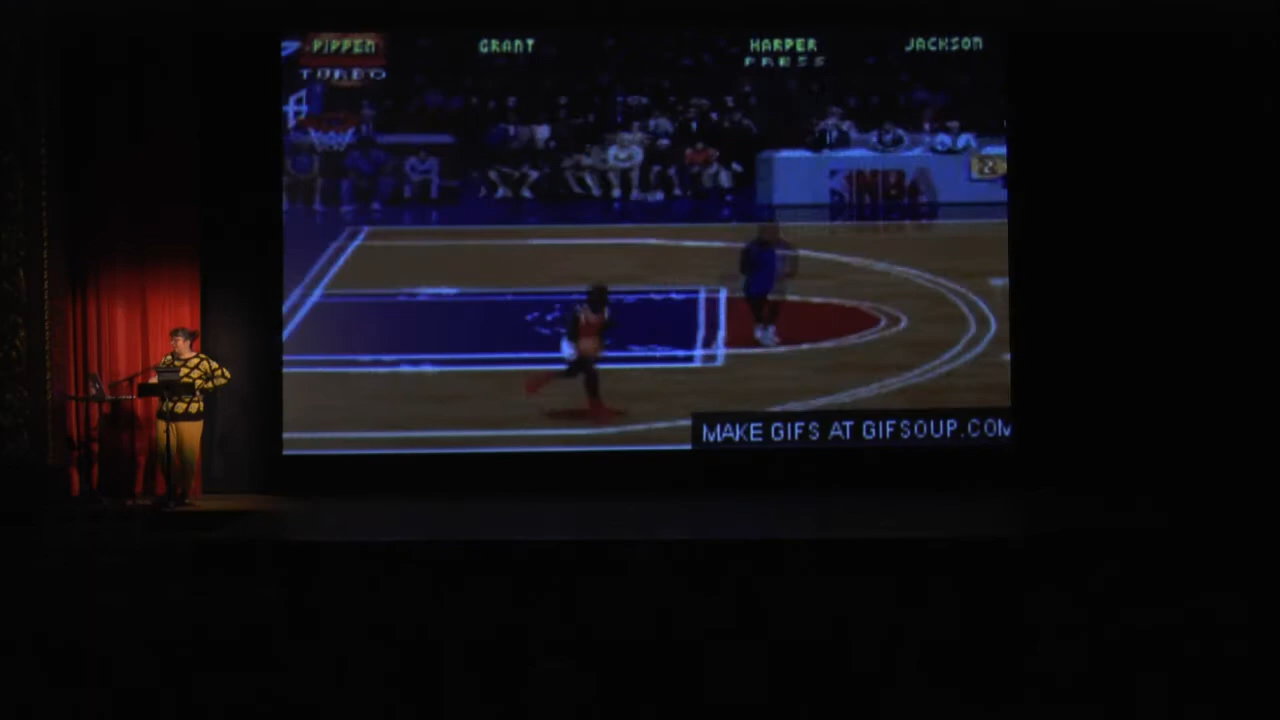 PIPPEN GRANT HARPER JACKSON
TURBO PRESS
NBA
MAKE GIFS AT GIFSOUP.COM